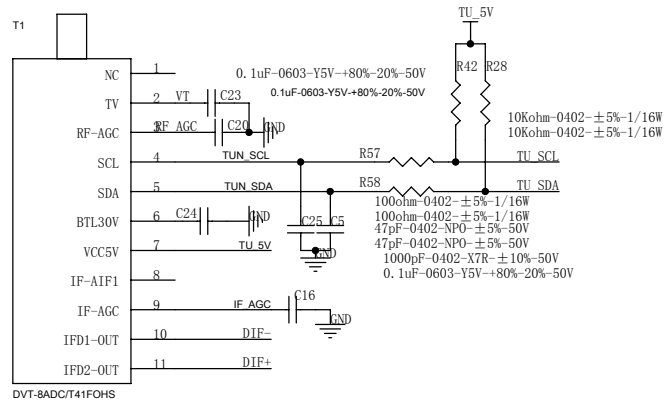 TU_5V
T1
R42 R28
NC 1
0.1uF-0603-Y5V-+80%-20%-50V
TV 2 VT C23
0.1uF-0603-Y5V-+80%-20%-50V
RF-AGC 3 RF_AGC C20 GND
10Kohm-0402-±5%-1/16W
10Kohm-0402-±5%-1/16W
SCL 4 TUN_SCL R57 TU_SCL
SDA 5 TUN_SDA R58 TU_SDA
100ohm-0402-±5%-1/16W
100ohm-0402-±5%-1/16W
BTL30V 6 C24 GND C25 C5
47pF-0402-NPO-±5%-50V
47pF-0402-NPO-±5%-50V
VCC5V 7 TU_5V GND
1000pF-0402-X7R-±10%-50V
0.1uF-0603-Y5V-+80%-20%-50V
IF-AIF1 8
IF-AGC 9 IF_AGC C16
GND
IFD1-OUT 10 DIF-
IFD2-OUT 11 DIF+
DVT-8ADC/T41FOHS